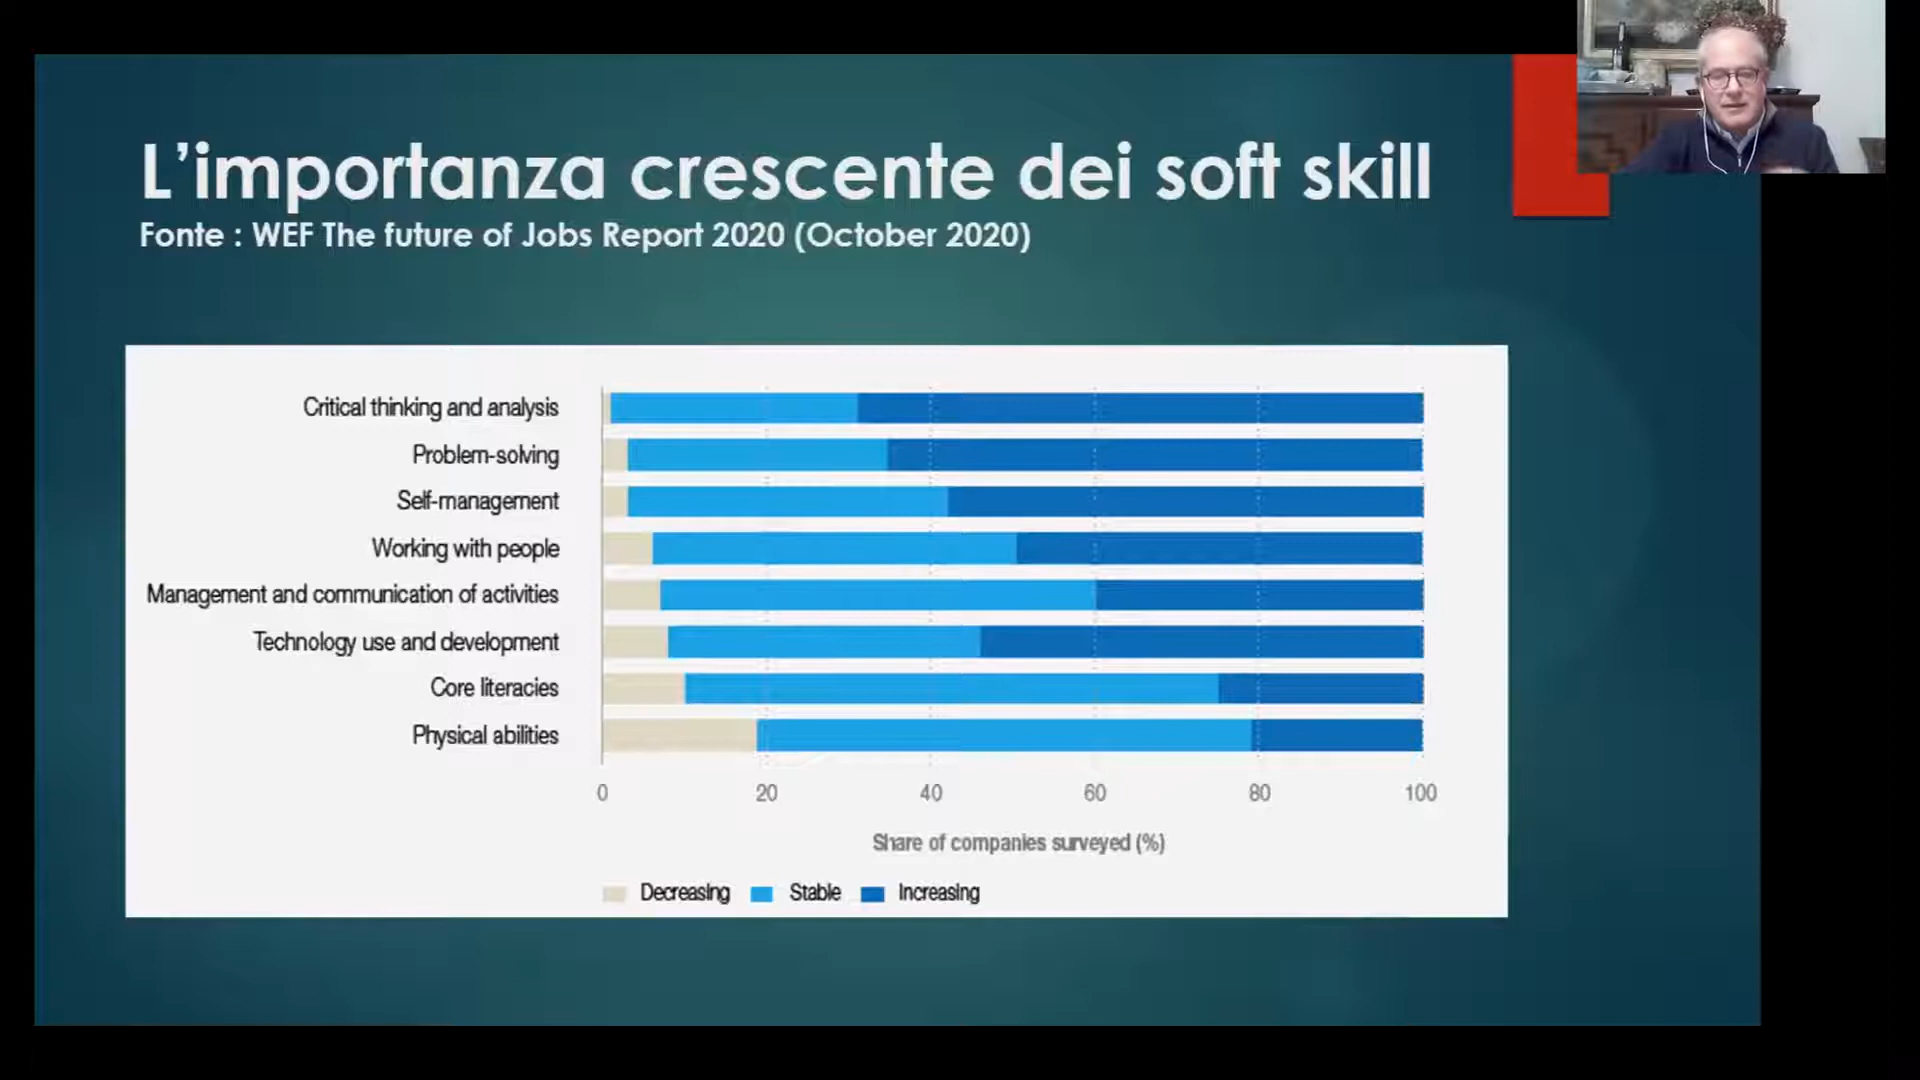 L’importanza crescente dei soft skill
Fonte : WEF The future of Jobs Report 2020 (October 2020)
Critical thinking and analysis
Problem-solving
Self-management
Working with people
Management and communication of activities
Technology use and development
Core literacies
Physical abilities
0 20 40 60 80 100
Share of companies surveyed (%)
Decreasing Stable Increasing